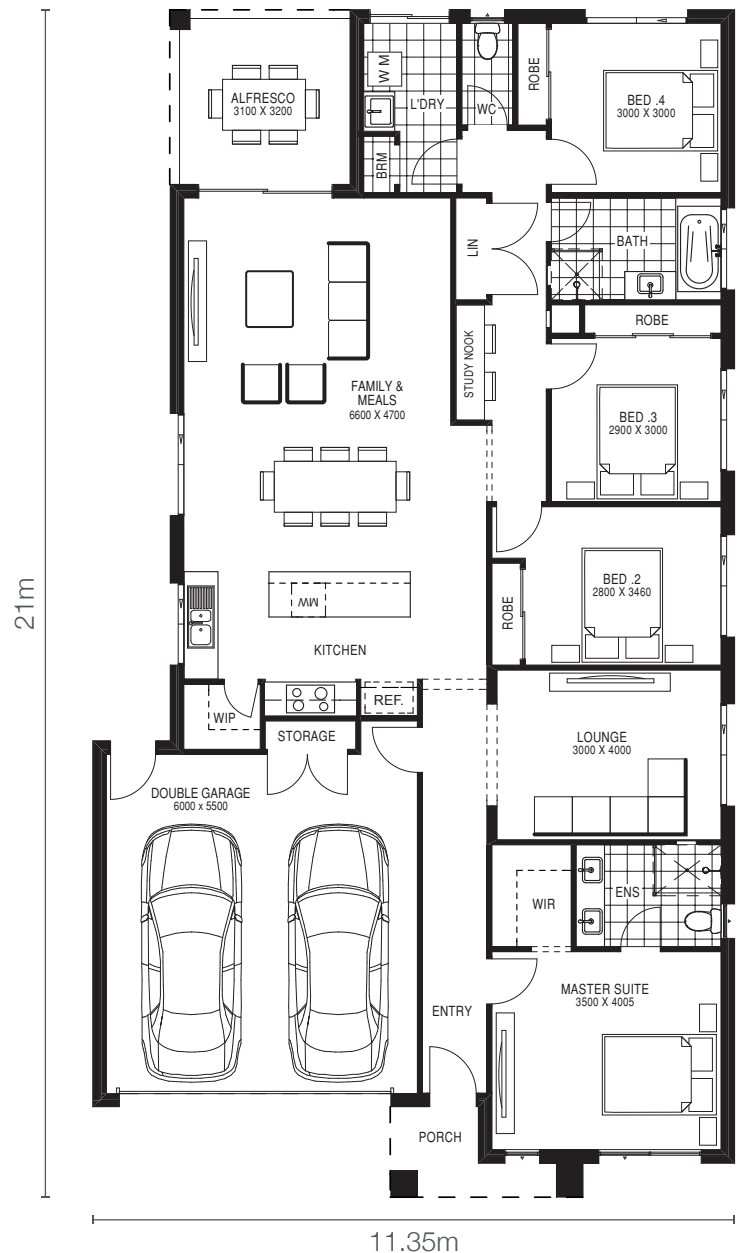 W M
L'DRY
WC
ROBE
BED .4
3000 X 3000
ALFRESCO
3100 X 3200
BRM
LIN
BATH
ROBE
STUDY NOOK
FAMILY &
MEALS
6600 X 4700
BED .3
2900 X 3000
BED .2
2800 X 3460
ROBE
MW
KITCHEN
21m
WIP
REF.
STORAGE
LOUNGE
3000 X 4000
DOUBLE GARAGE
6000 x 5500
WIR
ENS
MASTER SUITE
3500 X 4005
ENTRY
PORCH
11.35m